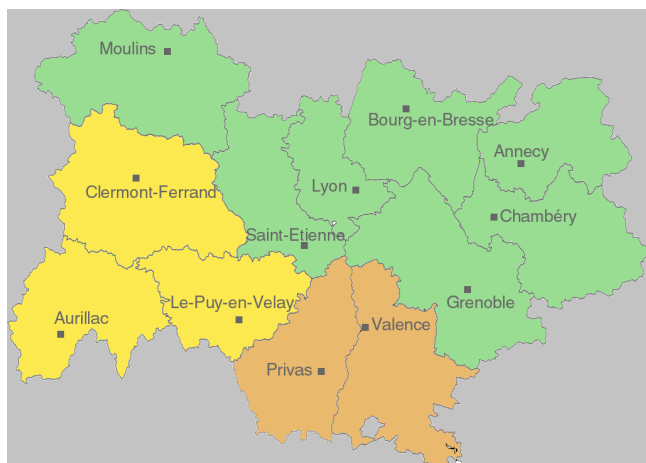 Moulins
Bourg-en-Bresse
Annecy
Clermont-Ferrand
Lyon
Chambéry
Saint-Etienne
Le-Puy-en-Velay
Grenoble
Aurillac
Valence
Privas